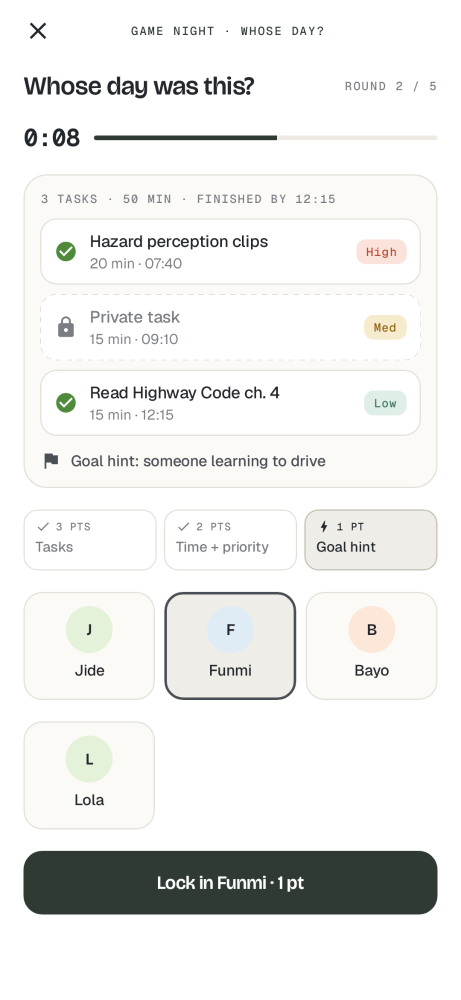 GAME NIGHT · WHOSE DAY?
Whose day was this?
ROUND 2 / 5
0:08
3 TASKS · 50 MIN · FINISHED BY 12:15
Hazard perception clips
20 min · 07:40
High
Private task
15 min · 09:10
Med
Read Highway Code ch. 4
15 min · 12:15
Low
Goal hint: someone learning to drive
3 PTS
Tasks
2 PTS
Time + priority
1 PT
Goal hint
J
Jide
F
Funmi
B
Bayo
L
Lola
Lock in Funmi · 1 pt